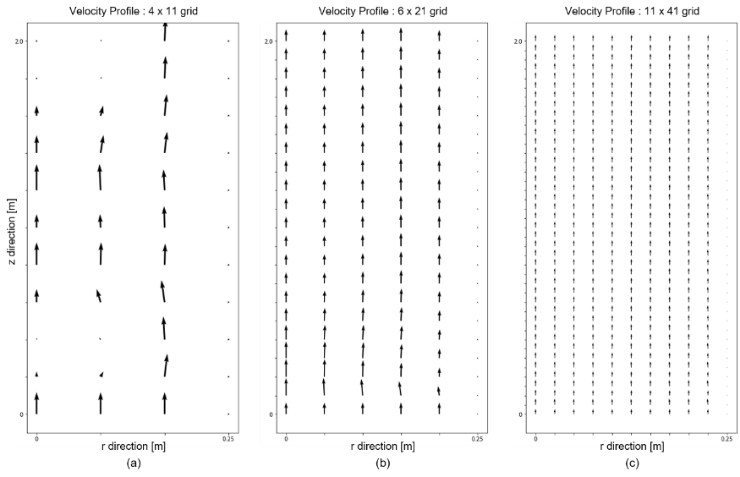 Velocity Profile : 4 x 11 grid
Velocity Profile : 6 x 21 grid
Velocity Profile : 11 x 41 grid
2.0
2.0
2.0
z direction [m]
0
0
0
0
0.25
0
0.25
0
0.25
r direction [m]
r direction [m]
r direction [m]
(a)
(b)
(c)